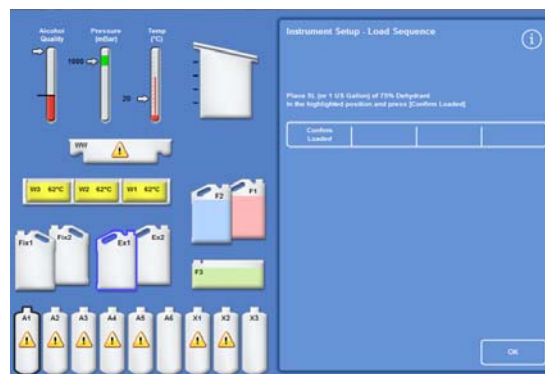 Alcohol Quality
Pressure (mBar)
Temp (°C)
1000
20
WW
W3 62°C
W2 62°C
W1 62°C
F2
F1
Fix1
Fix2
Ex1
Ex2
F3
A1
A2
A3
A4
A5
A6
X1
X2
X3
Instrument Setup - Load Sequence
Place 5L (or 1 US Gallon) of 75% Dehydrant
In the highlighted position and press [Confirm Loaded]
Confirm
Loaded
OK